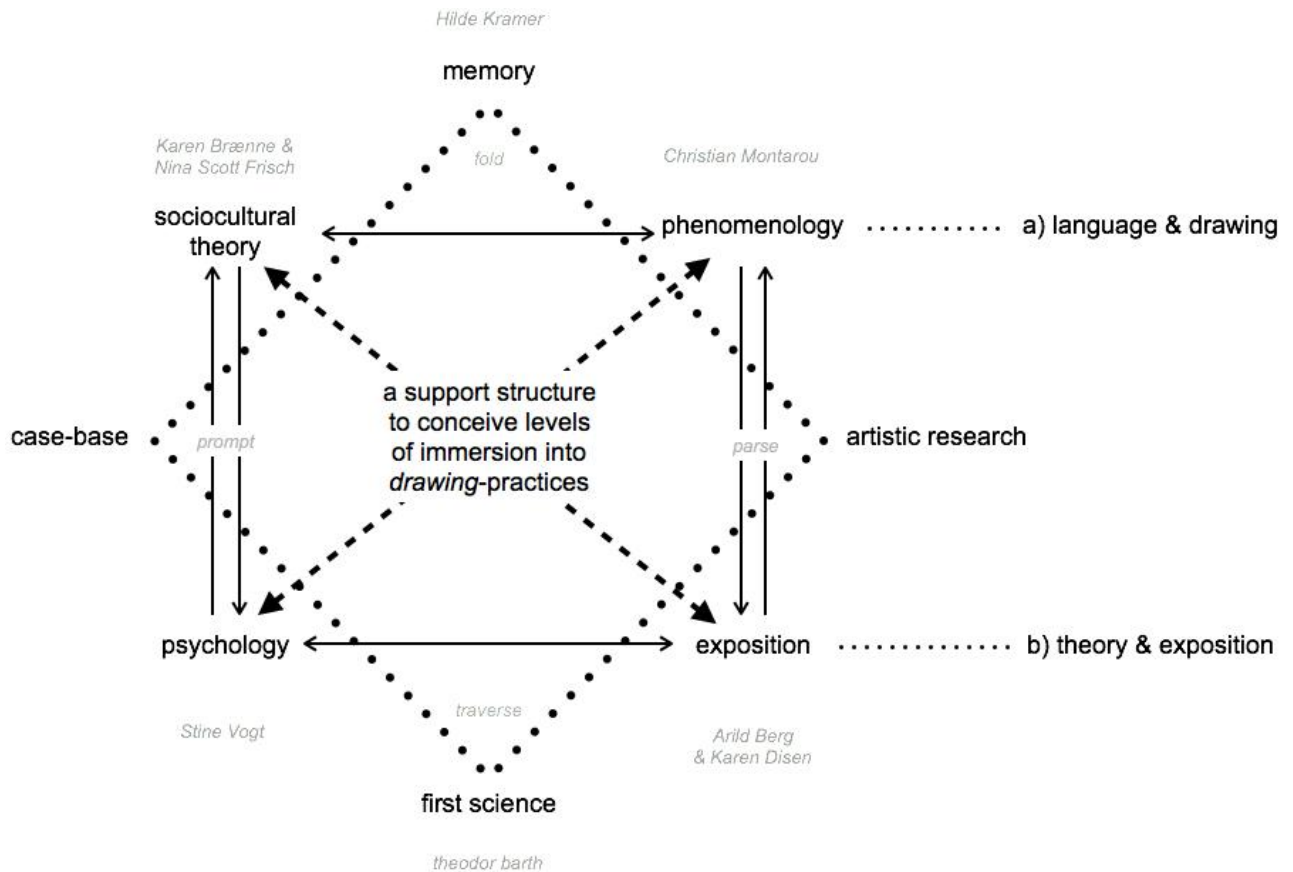 Hilde Kramer
memory
Karen Brænne &
Nina Scott Frisch
fold
Christian Montarou
sociocultural
theory
phenomenology
a) language & drawing
a support structure
to conceive levels
of immersion into
drawing-practices
case-base
prompt
parse
artistic research
psychology
exposition
b) theory & exposition
traverse
Stine Vogt
Arild Berg
& Karen Disen
first science
theodor barth